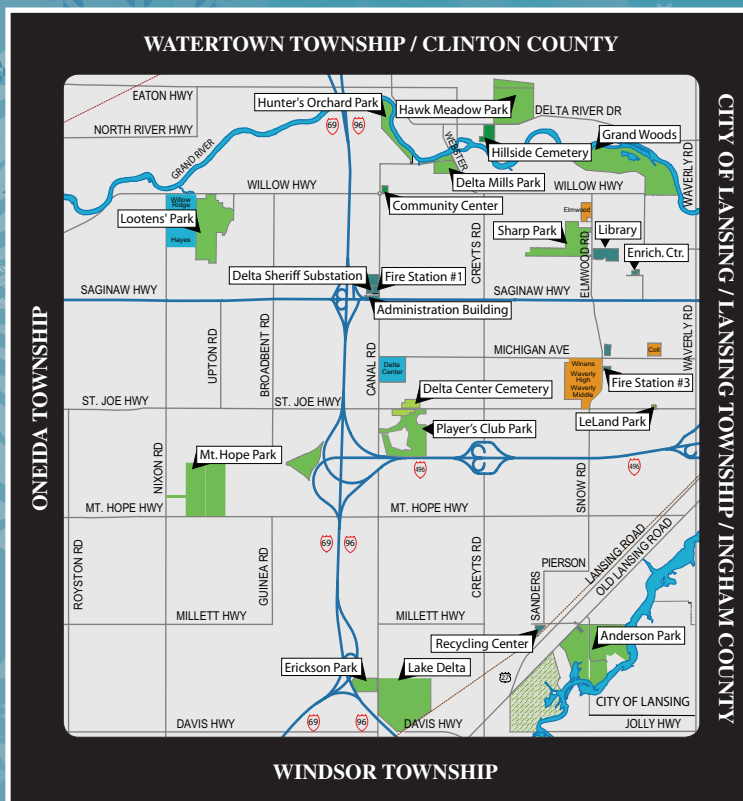 WATERTOWN TOWNSHIP / CLINTON COUNTY
EATON HWY
Hunter's Orchard Park
Hawk Meadow Park
DELTA RIVER DR
NORTH RIVER HWY
69
96
WEBSTER
Grand Woods
GRAND RIVER
Hillside Cemetery
WAVERLY RD
Delta Mills Park
WILLOW HWY
WILLOW HWY
Willow
Ridge
Community Center
Elmwood
Lootens' Park
Hayes
CREYTS RD
Sharp Park
ELMWOOD RD
Library
Enrich. Ctr.
Delta Sheriff Substation
Fire Station #1
SAGINAW HWY
SAGINAW HWY
Administration Building
UPTON RD
BROADBENT RD
CANAL RD
MICHIGAN AVE
Colt
WAVERLY RD
Delta
Center
Winans
Waverly
High
Waverly
Middle
Fire Station #3
ST. JOE HWY
ST. JOE HWY
Delta Center Cemetery
LeLand Park
Player's Club Park
NIXON RD
Mt. Hope Park
496
496
SNOW RD
MT. HOPE HWY
MT. HOPE HWY
69
96
ROYSTON RD
GUINEA RD
CREYTS RD
LANSING ROAD
OLD LANSING ROAD
PIERSON
SANDERS
MILLETT HWY
MILLETT HWY
Recycling Center
Anderson Park
Erickson Park
Lake Delta
CITY OF LANSING
69
96
DAVIS HWY
DAVIS HWY
JOLLY HWY
ONEIDA TOWNSHIP
CITY OF LANSING / LANSING TOWNSHIP / INGHAM COUNTY
WINDSOR TOWNSHIP